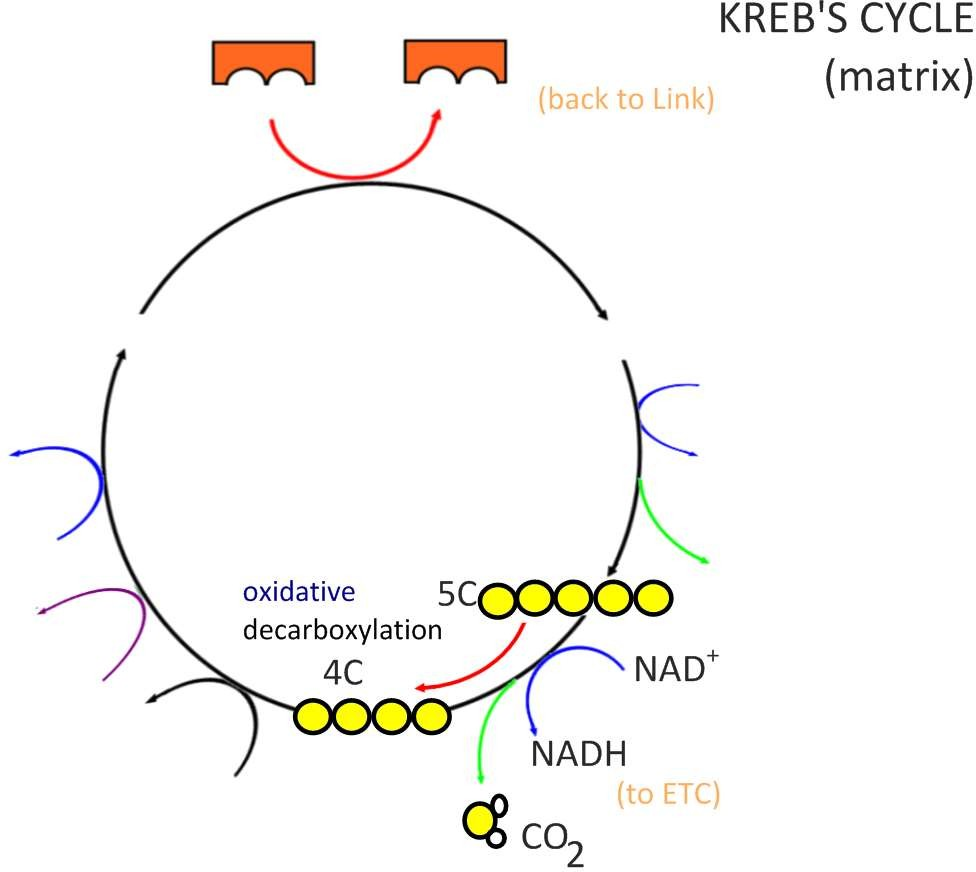 KREB'S CYCLE
(matrix)
(back to Link)
oxidative
decarboxylation
5C
4C
NAD⁺
NADH
(to ETC)
CO₂